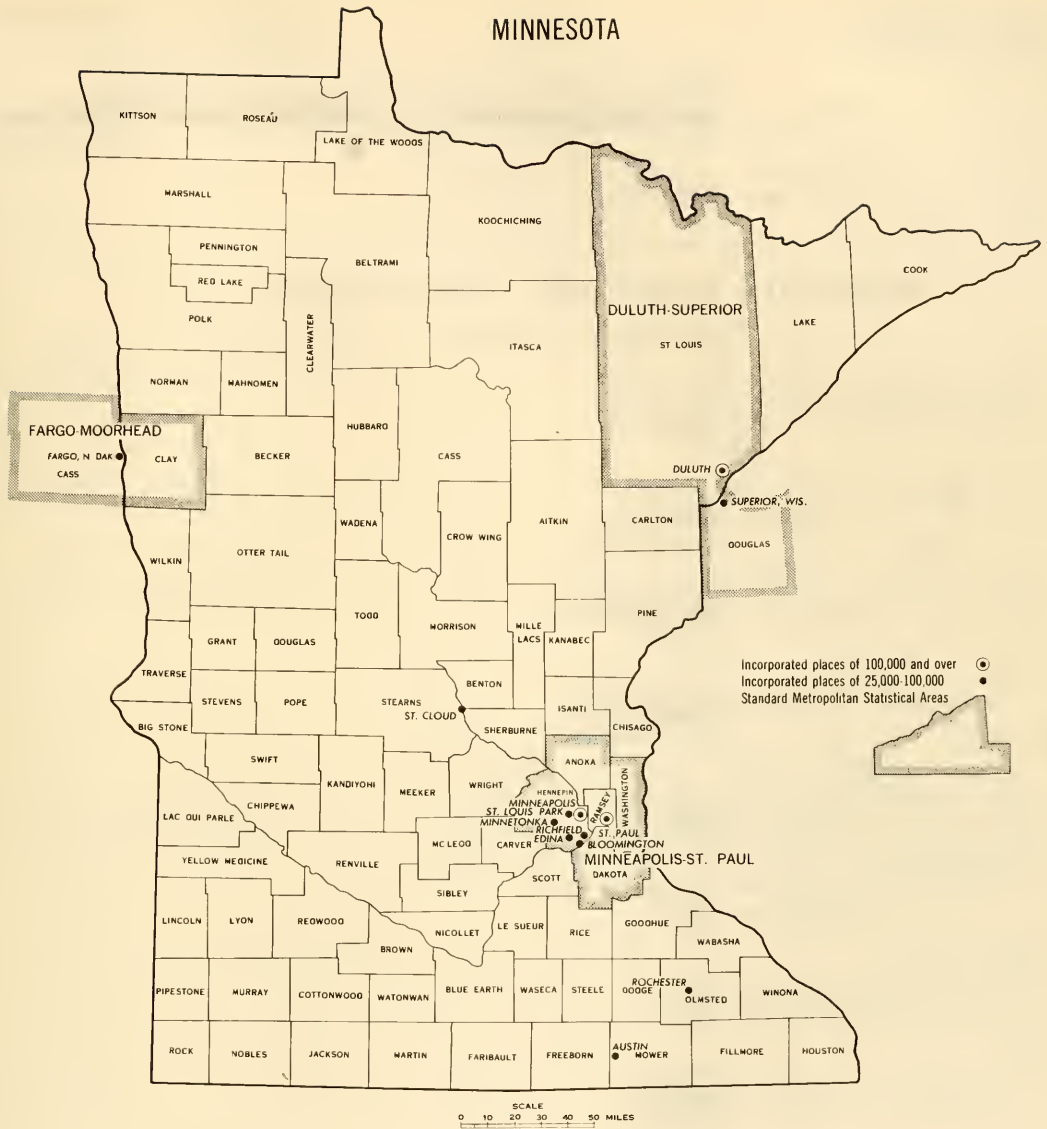 MINNESOTA
KITTSON
ROSEAU
LAKE OF THE WOODS
MARSHALL
KOOCHICHING
PENNINGTON
BELTRAMI
RED LAKE
COOK
POLK
CLEARWATER
DULUTH-SUPERIOR
LAKE
ITASCA
ST LOUIS
NORMAN
MAHNOMEN
HUBBARD
FARGO-MOORHEAD
FARGO, N DAK
CLAY
BECKER
CASS
CASS
DULUTH
SUPERIOR, WIS.
WADENA
AITKIN
CARLTON
CROW WING
DOUGLAS
WILKIN
OTTER TAIL
PINE
TODD
MORRISON
MILLE
LACS
KANABEC
GRANT
DOUGLAS
TRAVERSE
BENTON
STEVENS
POPE
STEARNS
ST. CLOUD
ISANTI
BIG STONE
SHERBURNE
CHISAGO
Incorporated places of 100,000 and over
Incorporated places of 25,000-100,000
Standard Metropolitan Statistical Areas
SWIFT
KANDIYOHI
MEEKER
WRIGHT
ANOKA
HENNEPIN
WASHINGTON
RAMSEY
CHIPPEWA
LAC QUI PARLE
MINNEAPOLIS
ST. LOUIS PARK
MINNETONKA
RICHFIELD
EDINA
ST. PAUL
BLOOMINGTON
MC LEOD
CARVER
MINNEAPOLIS-ST. PAUL
YELLOW MEDICINE
RENVILLE
SCOTT
DAKOTA
SIBLEY
LINCOLN
LYON
REDWOOD
NICOLLET
LE SUEUR
RICE
GOODHUE
WABASHA
BROWN
PIPESTONE
MURRAY
COTTONWOOD
WATONWAN
BLUE EARTH
WASECA
STEELE
DODGE
ROCHESTER
OLMSTED
WINONA
ROCK
NOBLES
JACKSON
MARTIN
FARIBAULT
FREEBORN
AUSTIN
MOWER
FILLMORE
HOUSTON
SCALE
0 10 20 30 40 50 MILES